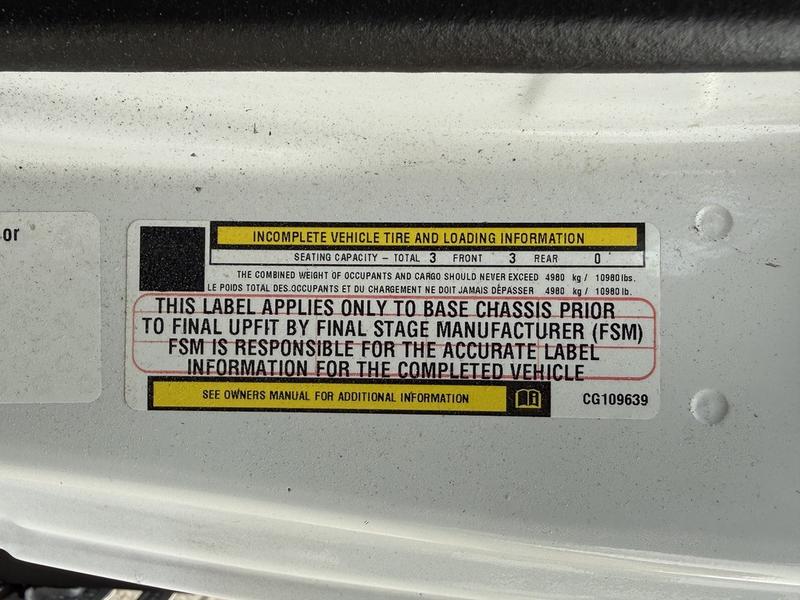 or
INCOMPLETE VEHICLE TIRE AND LOADING INFORMATION
SEATING CAPACITY – TOTAL 3 FRONT 3 REAR 0
THE COMBINED WEIGHT OF OCCUPANTS AND CARGO SHOULD NEVER EXCEED 4980 kg / 10980 lbs.
LE POIDS TOTAL DES.OCCUPANTS ET DU CHARGEMENT NE DOIT JAMAIS DÉPASSER 4980 kg / 10980 lb.
THIS LABEL APPLIES ONLY TO BASE CHASSIS PRIOR
TO FINAL UPFIT BY FINAL STAGE MANUFACTURER (FSM)
FSM IS RESPONSIBLE FOR THE ACCURATE LABEL
INFORMATION FOR THE COMPLETED VEHICLE
SEE OWNERS MANUAL FOR ADDITIONAL INFORMATION
CG109639